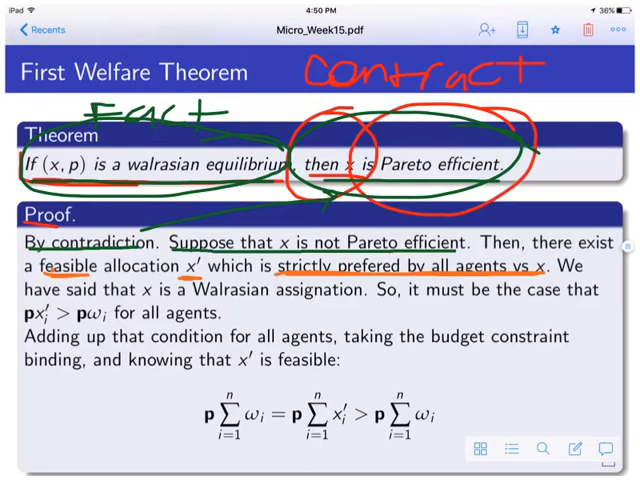 iPad
4:50 PM
36%
Recents
Micro_Week15.pdf
First Welfare Theorem
contract
Fact
Theorem
If (x, p) is a walrasian equilibrium, then x is Pareto efficient.
Proof.
By contradiction. Suppose that x is not Pareto efficient. Then, there exist
a feasible allocation x′ which is strictly prefered by all agents vs x. We
have said that x is a Walrasian assignation. So, it must be the case that
px′ᵢ > pωᵢ for all agents.
Adding up that condition for all agents, taking the budget constraint
binding, and knowing that x′ is feasible:
p ∑ⁿᵢ₌₁ ωᵢ = p ∑ⁿᵢ₌₁ x′ᵢ > p ∑ⁿᵢ₌₁ ωᵢ